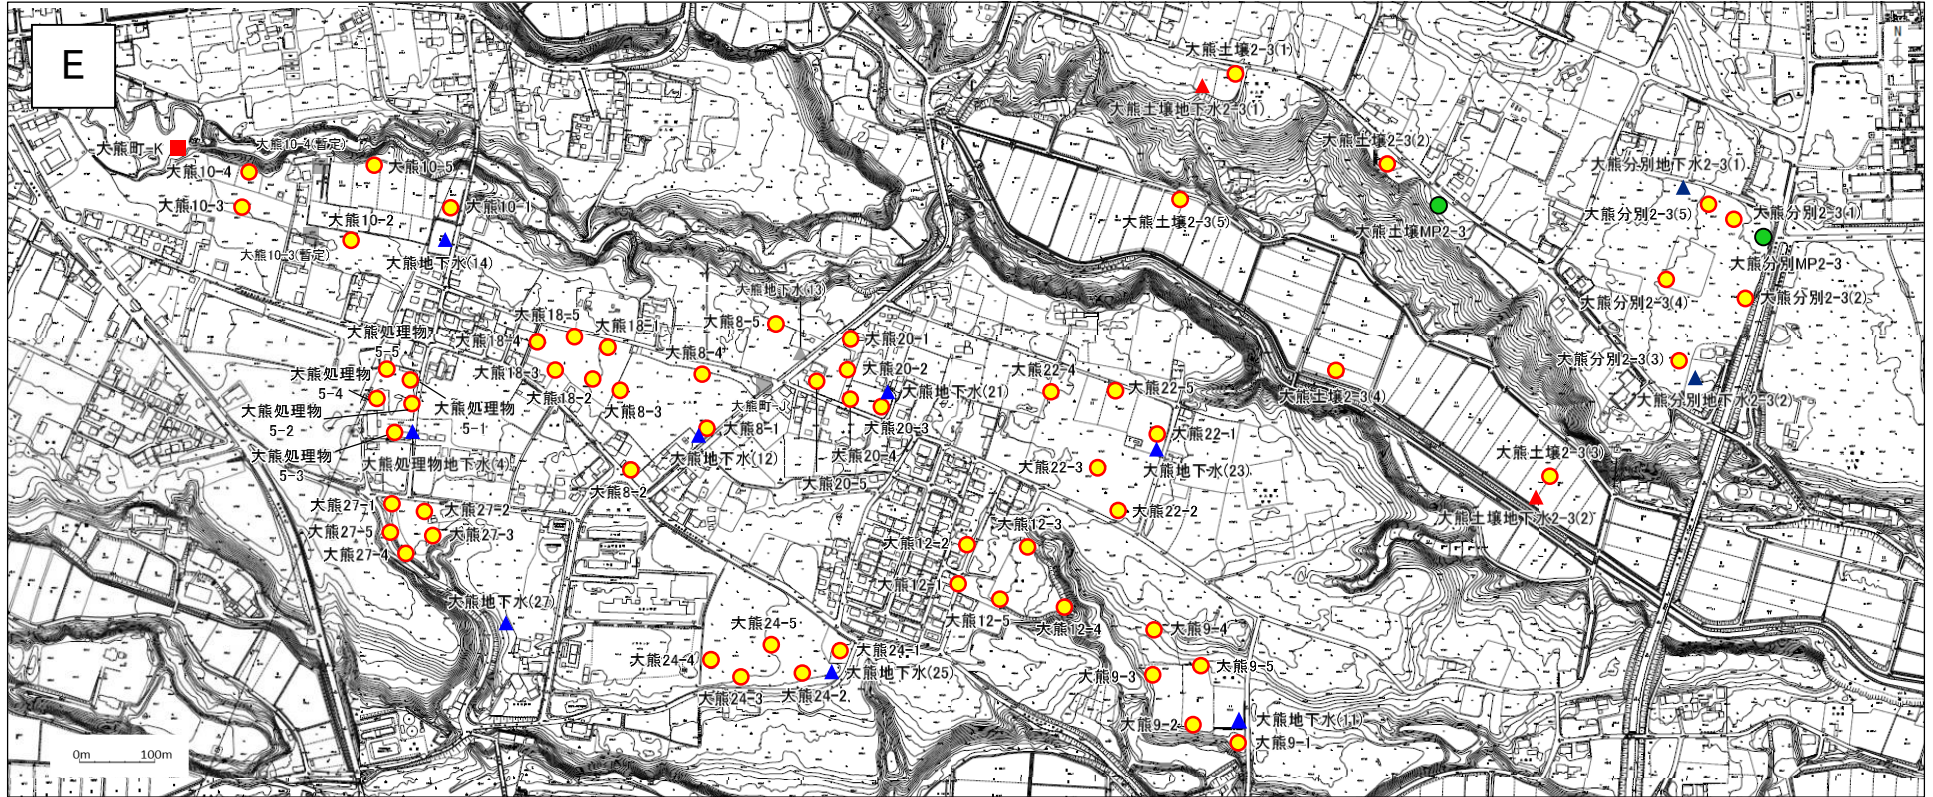 E
N
大熊土壌2-3(1)
大熊土壌地下水2-3(1)
大熊町-K
大熊10-4(暫定)
大熊10-4
大熊10-5
大熊10-3
大熊10-2
大熊10-1
大熊10-3(暫定)
大熊地下水(14)
大熊土壌2-3(2)
大熊土壌2-3(5)
大熊土壌MP2-3
大熊分別地下水2-3(1)
大熊分別2-3(5)
大熊分別2-3(1)
大熊分別MP2-3
大熊分別2-3(4)
大熊分別2-3(2)
大熊分別2-3(3)
大熊分別地下水2-3(2)
大熊地下水(13)
大熊18-5
大熊18-1
大熊18-4
大熊18-3
大熊18-2
大熊8-5
大熊8-4
大熊8-3
大熊町-J
大熊8-1
大熊地下水(12)
大熊8-2
大熊20-1
大熊20-2
大熊地下水(21)
大熊20-3
大熊20-4
大熊20-5
大熊22-4
大熊22-5
大熊22-1
大熊地下水(23)
大熊22-3
大熊22-2
大熊土壌2-3(4)
大熊土壌2-3(3)
大熊土壌地下水2-3(2)
大熊処理物
5-5
大熊処理物
5-4
大熊処理物
5-2
大熊処理物
5-1
大熊処理物
5-3
大熊処理物地下水(4)
大熊27-1
大熊27-2
大熊27-5
大熊27-3
大熊27-4
大熊地下水(27)
大熊12-3
大熊12-2
大熊12-1
大熊12-5
大熊12-4
大熊24-5
大熊24-1
大熊24-4
大熊地下水(25)
大熊24-3
大熊24-2
大熊9-4
大熊9-5
大熊9-3
大熊9-2
大熊地下水(11)
大熊9-1
0m 100m